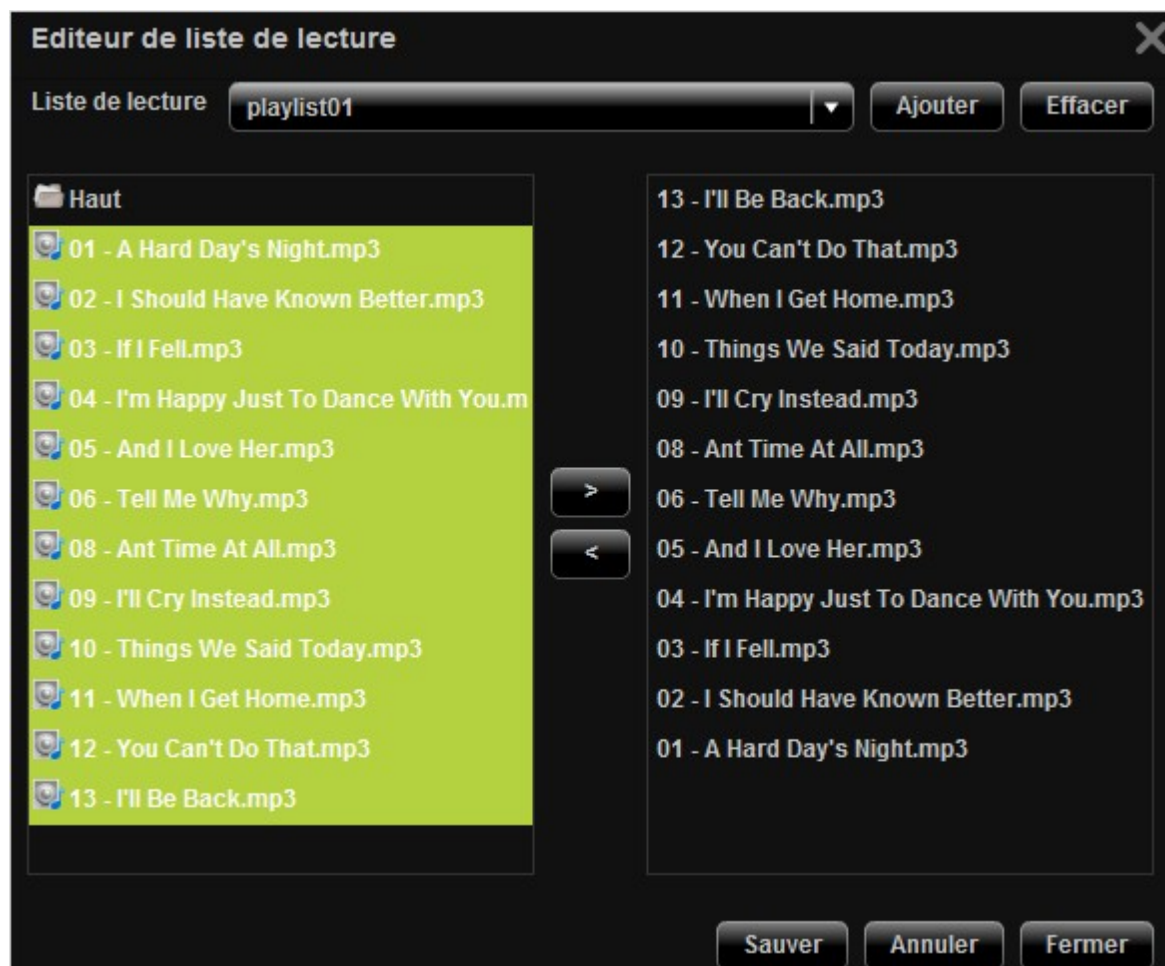 Editeur de liste de lecture
Liste de lecture playlist01 Ajouter Effacer
Haut
01 - A Hard Day's Night.mp3
02 - I Should Have Known Better.mp3
03 - If I Fell.mp3
04 - I'm Happy Just To Dance With You.m
05 - And I Love Her.mp3
06 - Tell Me Why.mp3
08 - Ant Time At All.mp3
09 - I'll Cry Instead.mp3
10 - Things We Said Today.mp3
11 - When I Get Home.mp3
12 - You Can't Do That.mp3
13 - I'll Be Back.mp3
>
<
13 - I'll Be Back.mp3
12 - You Can't Do That.mp3
11 - When I Get Home.mp3
10 - Things We Said Today.mp3
09 - I'll Cry Instead.mp3
08 - Ant Time At All.mp3
06 - Tell Me Why.mp3
05 - And I Love Her.mp3
04 - I'm Happy Just To Dance With You.mp3
03 - If I Fell.mp3
02 - I Should Have Known Better.mp3
01 - A Hard Day's Night.mp3
Sauver Annuler Fermer